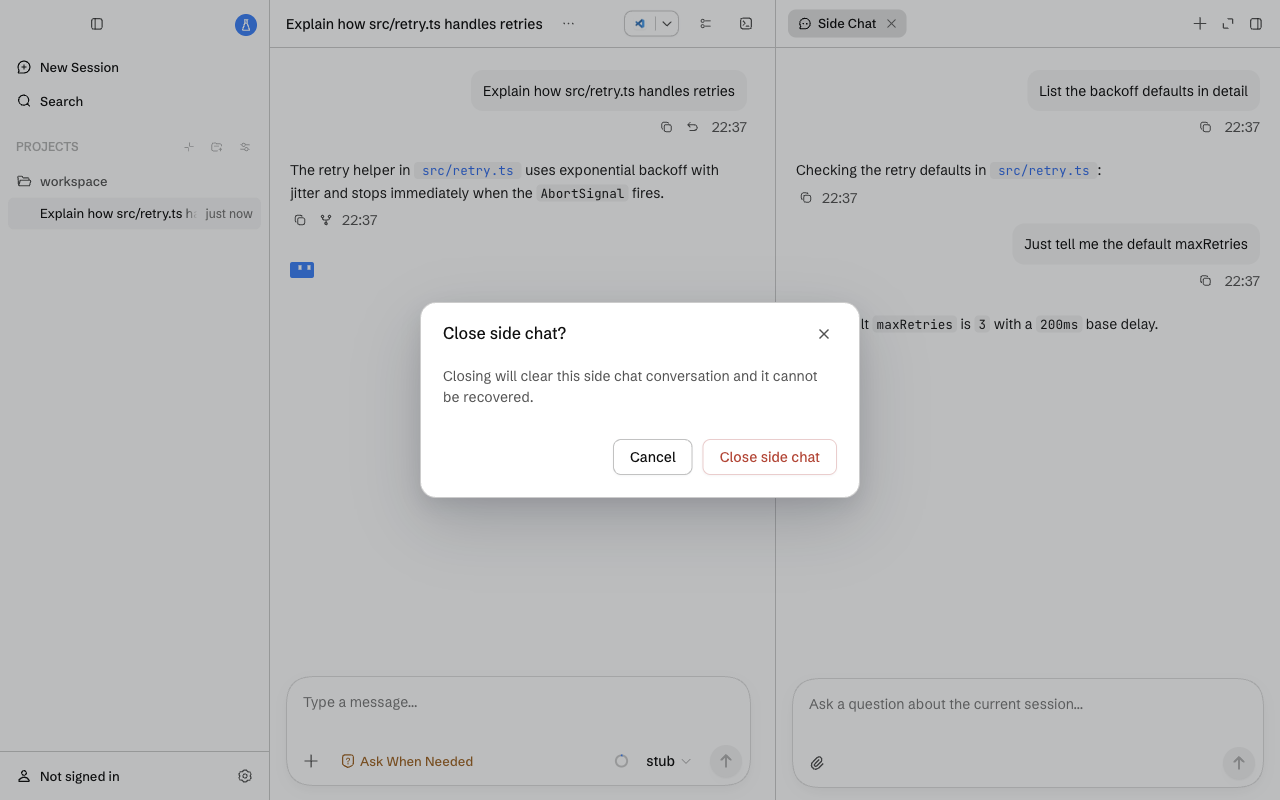 New Session
Search
PROJECTS
workspace
Explain how src/retry.ts
just now
Not signed in
Explain how src/retry.ts handles retries
Explain how src/retry.ts handles retries
22:37
The retry helper in src/retry.ts uses exponential backoff with
jitter and stops immediately when the AbortSignal fires.
22:37
Type a message...
Ask When Needed
stub
Side Chat
List the backoff defaults in detail
22:37
Checking the retry defaults in src/retry.ts :
22:37
Just tell me the default maxRetries
22:37
lt maxRetries is 3 with a 200ms base delay.
Ask a question about the current session...
Close side chat?
Closing will clear this side chat conversation and it cannot
be recovered.
Cancel
Close side chat